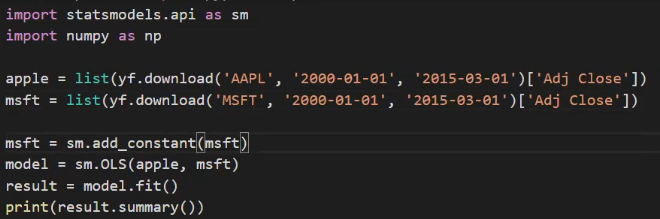 import statsmodels.api as sm
import numpy as np
apple = list(yf.download('AAPL', '2000-01-01', '2015-03-01')['Adj Close'])
msft = list(yf.download('MSFT', '2000-01-01', '2015-03-01')['Adj Close'])
msft = sm.add_constant(msft)
model = sm.OLS(apple, msft)
result = model.fit()
print(result.summary())